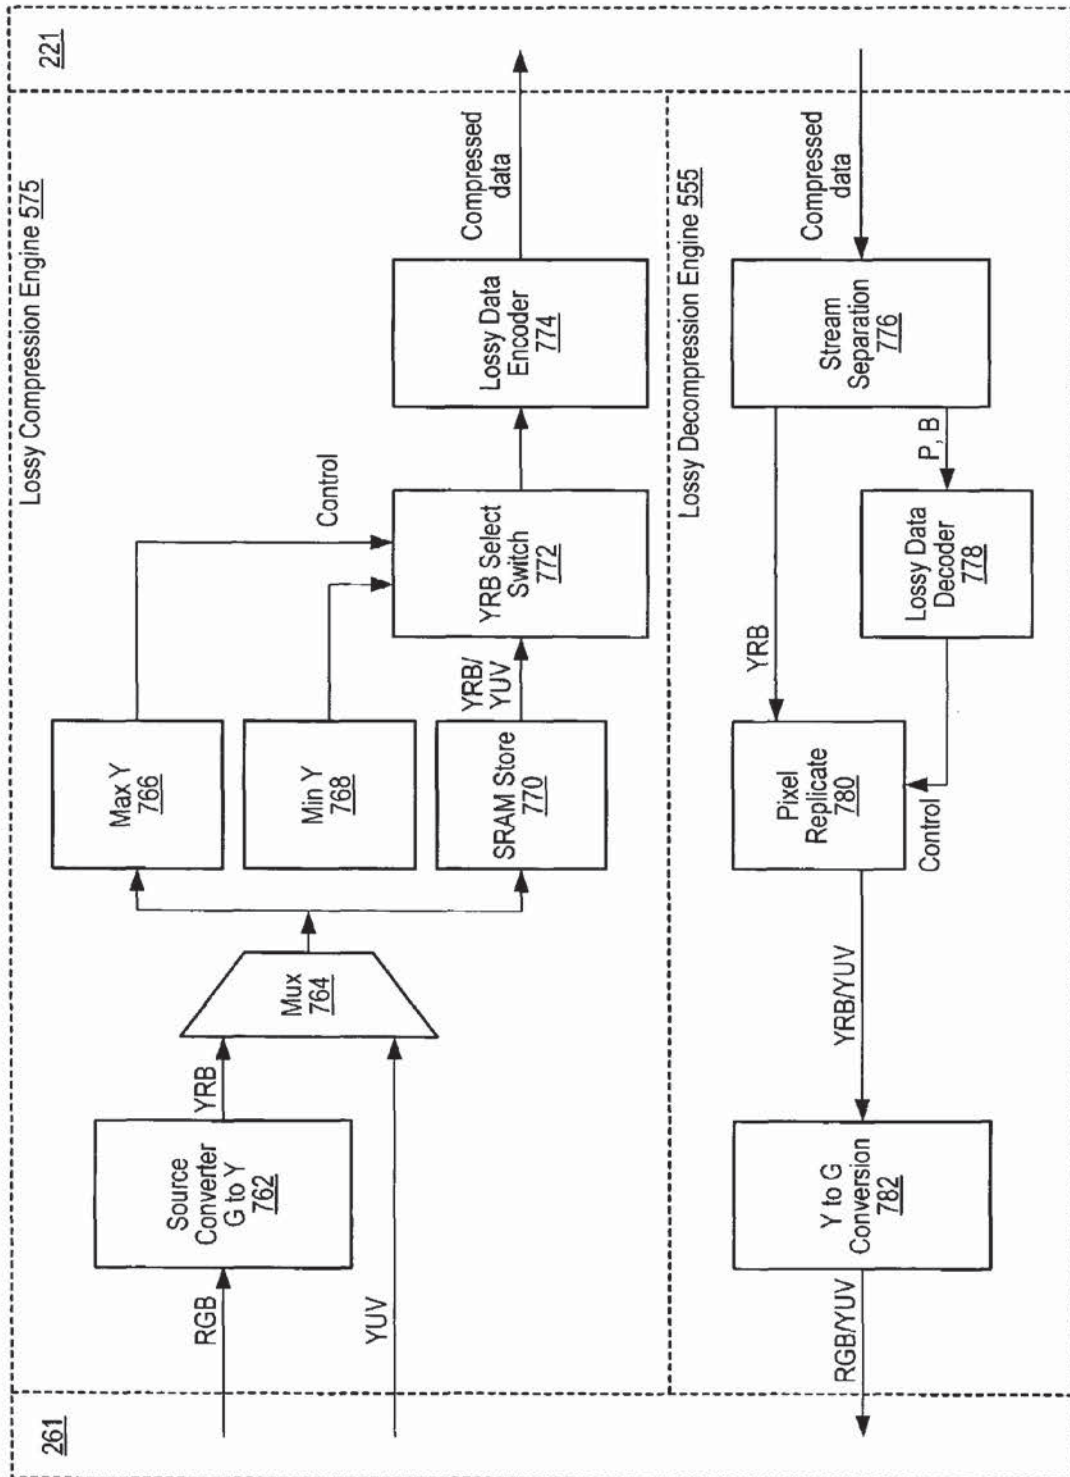 261
221
Lossy Compression Engine 575
RGB
YUV
Source
Converter
G to Y
762
YRB
Mux
764
Max Y
766
Min Y
768
SRAM Store
770
YRB/
YUV
Control
YRB Select
Switch
772
Lossy Data
Encoder
774
Compressed
data
Lossy Decompression Engine 555
Compressed
data
Stream
Separation
776
P, B
YRB
Lossy Data
Decoder
778
Control
Pixel
Replicate
780
YRB/YUV
Y to G
Conversion
782
RGB/YUV